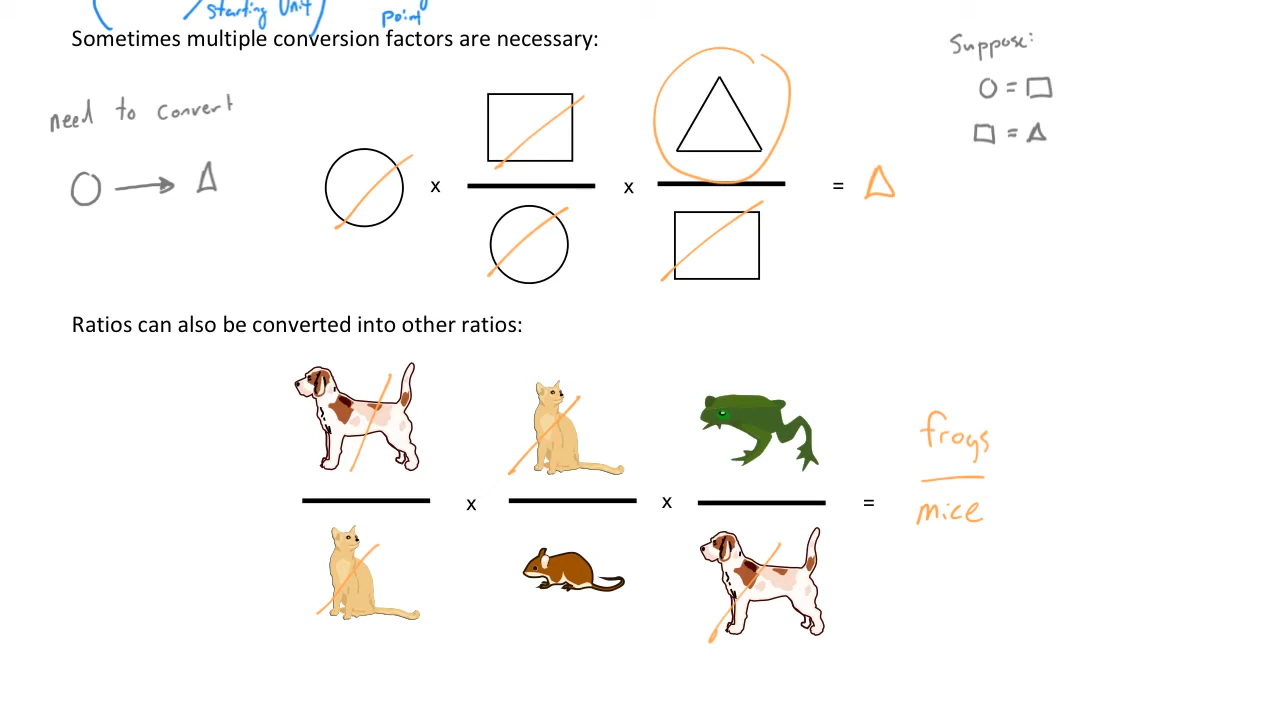 Starting Unit
point
Sometimes multiple conversion factors are necessary:
Suppose:
O = □
□ = Δ
need to convert
O → Δ
x
x
= Δ
Ratios can also be converted into other ratios:
x
x
=
frogs
mice